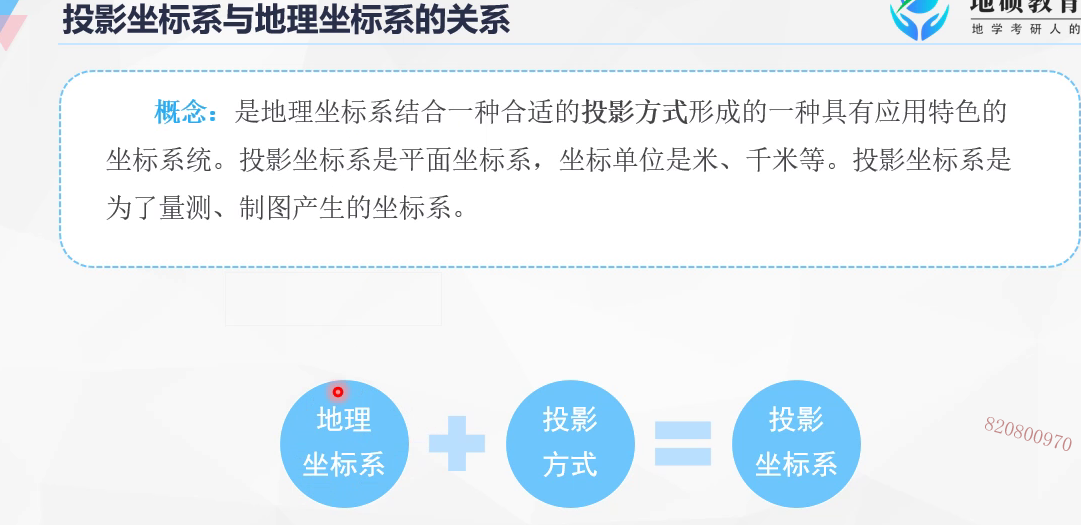 投影坐标系与地理坐标系的关系
地硕教育
地学考研人的
概念：是地理坐标系结合一种合适的投影方式形成的一种具有应用特色的
坐标系统。投影坐标系是平面坐标系，坐标单位是米、千米等。投影坐标系是
为了量测、制图产生的坐标系。
地理
坐标系
投影
方式
投影
坐标系
820800970